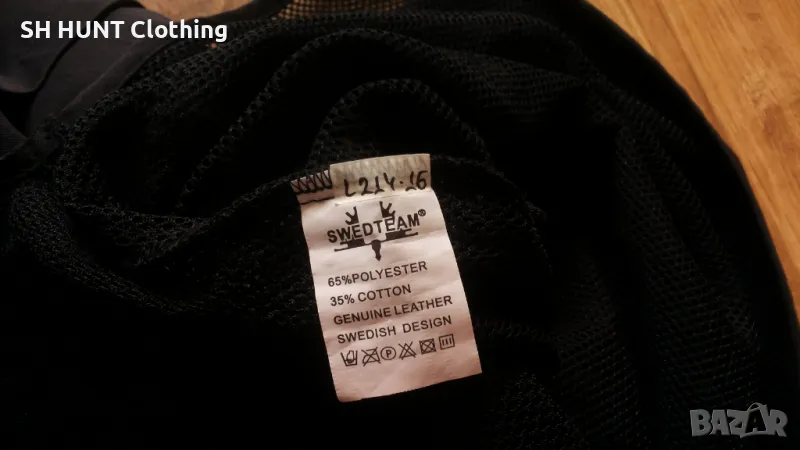 SH HUNT Clothing
L214.16
SWEDTEAM®
65%POLYESTER
35% COTTON
GENUINE LEATHER
SWEDISH DESIGN
BAZAR